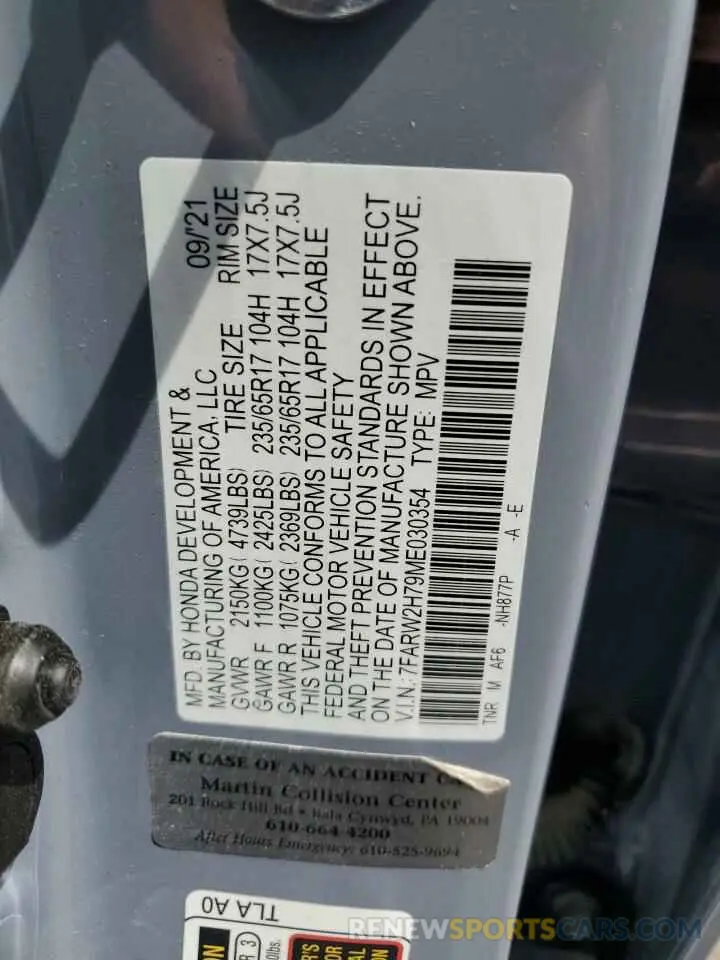 MFD. BY HONDA DEVELOPMENT & 09/'21
MANUFACTURING OF AMERICA, LLC
TIRE SIZE RIM SIZE
GVWR 2150KG ( 4739LBS)
GAWR F 1100KG ( 2425LBS) 235/65R17 104H 17X7.5J
GAWR R 1075KG ( 2369LBS) 235/65R17 104H 17X7.5J
THIS VEHICLE CONFORMS TO ALL APPLICABLE
FEDERAL MOTOR VEHICLE SAFETY
AND THEFT PREVENTION STANDARDS IN EFFECT
ON THE DATE OF MANUFACTURE SHOWN ABOVE.
V.I.N.: 7FARW2H79ME030354 TYPE: MPV
TNR M AF6 -NH877P -A -E
IN CASE OF AN ACCIDENT
Martin Collision Center
201 Rock Hill Rd • Bala Cynwyd, PA 19004
610-664-4200
After Hours Emergency: 610-525-9694
TLA A0
RENEWSPORTCAR.COM